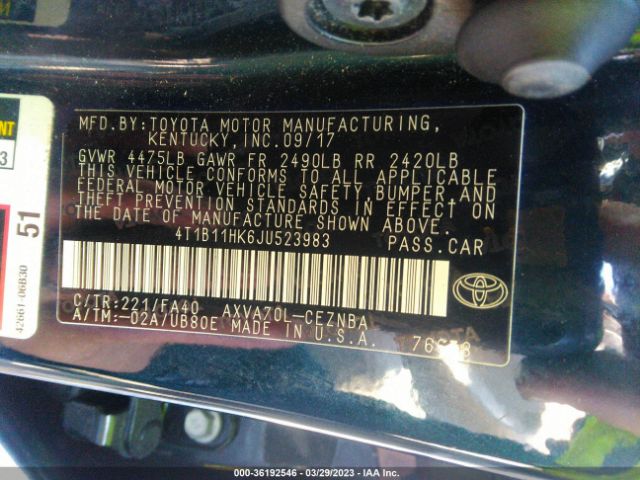 MFD.BY:TOYOTA MOTOR MANUFACTURING,
KENTUCKY, INC.09/17
GVWR 4475LB GAWR FR 2490LB RR 2420LB
THIS VEHICLE CONFORMS TO ALL APPLICABLE
FEDERAL MOTOR VEHICLE SAFETY, BUMPER, AND
THEFT PREVENTION STANDARDS IN EFFECT ON
THE DATE OF MANUFACTURE SHOWN ABOVE.
4T1B11HK6JU523983 PASS.CAR
C/TR:221/FA40 AXVA70L-CEZNBA
A/TM:-02A/UB80E MADE IN U.S.A.
51
42661-06B30
000-36192546 - 03/29/2023 - IAA Inc.